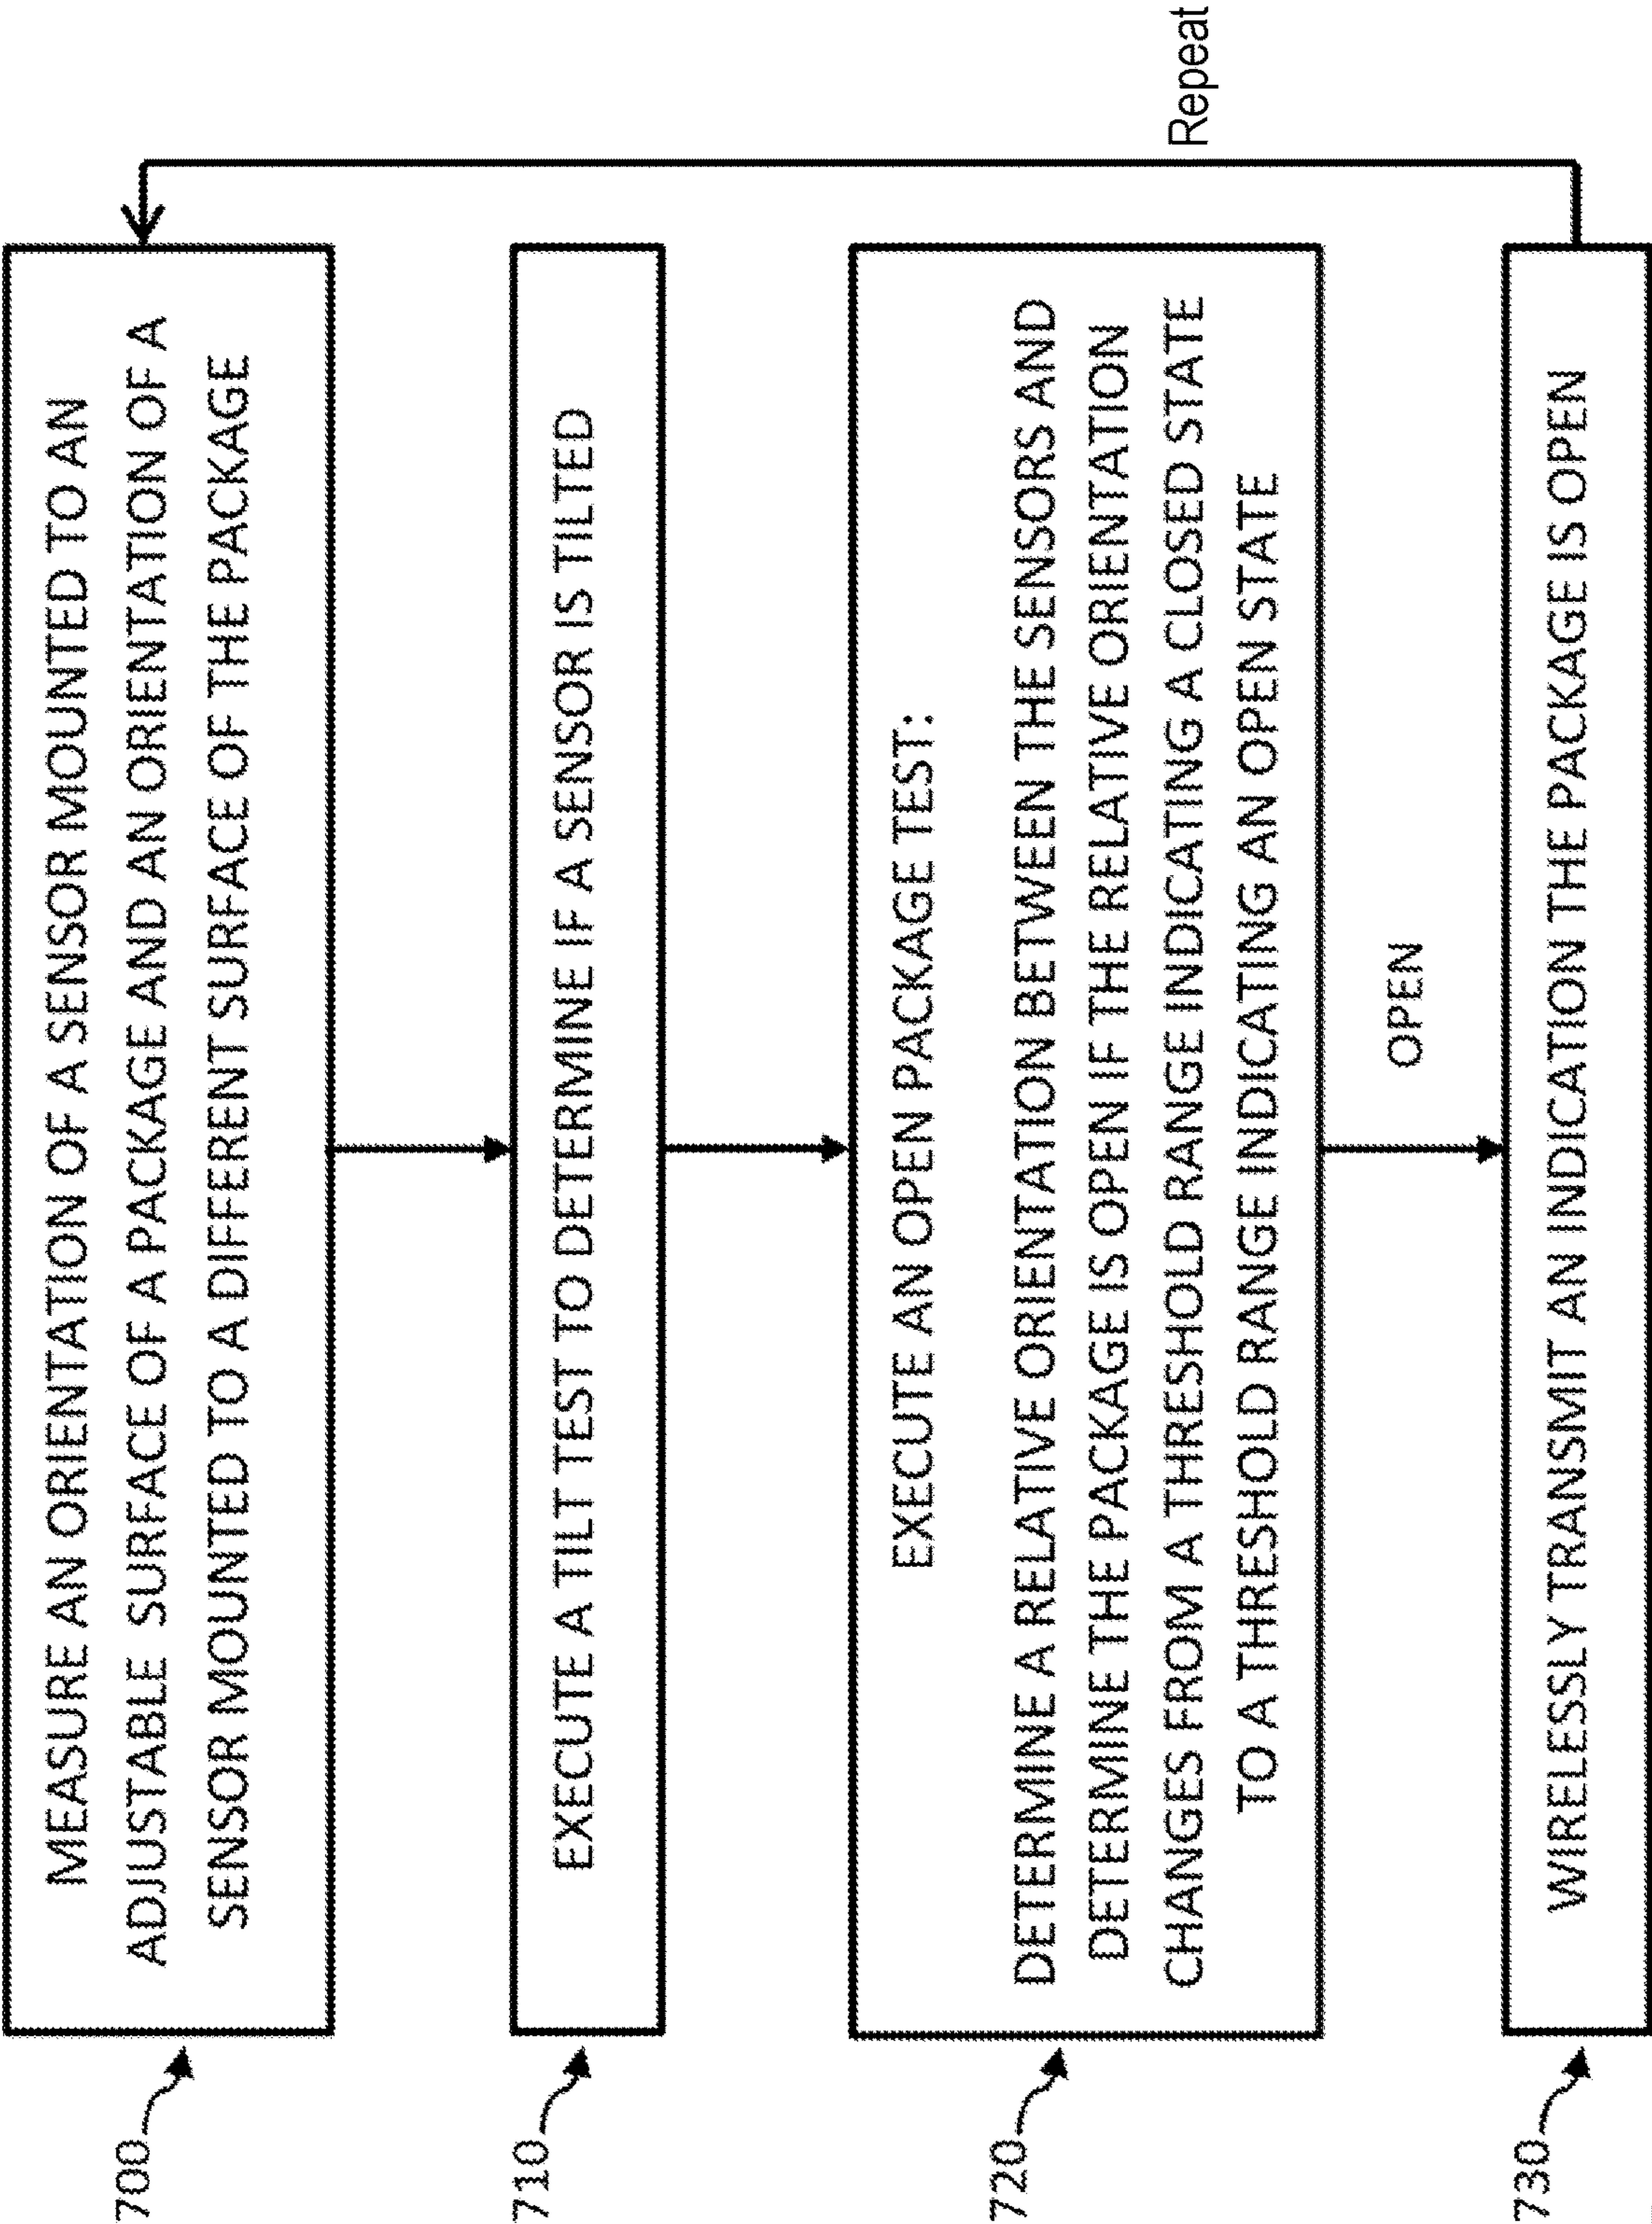 700
MEASURE AN ORIENTATION OF A SENSOR MOUNTED TO AN
ADJUSTABLE SURFACE OF A PACKAGE AND AN ORIENTATION OF A
SENSOR MOUNTED TO A DIFFERENT SURFACE OF THE PACKAGE
710
EXECUTE A TILT TEST TO DETERMINE IF A SENSOR IS TILTED
720
EXECUTE AN OPEN PACKAGE TEST:
DETERMINE A RELATIVE ORIENTATION BETWEEN THE SENSORS AND
DETERMINE THE PACKAGE IS OPEN IF THE RELATIVE ORIENTATION
CHANGES FROM A THRESHOLD RANGE INDICATING A CLOSED STATE
TO A THRESHOLD RANGE INDICATING AN OPEN STATE
OPEN
Repeat
730
WIRELESSLY TRANSMIT AN INDICATION THE PACKAGE IS OPEN